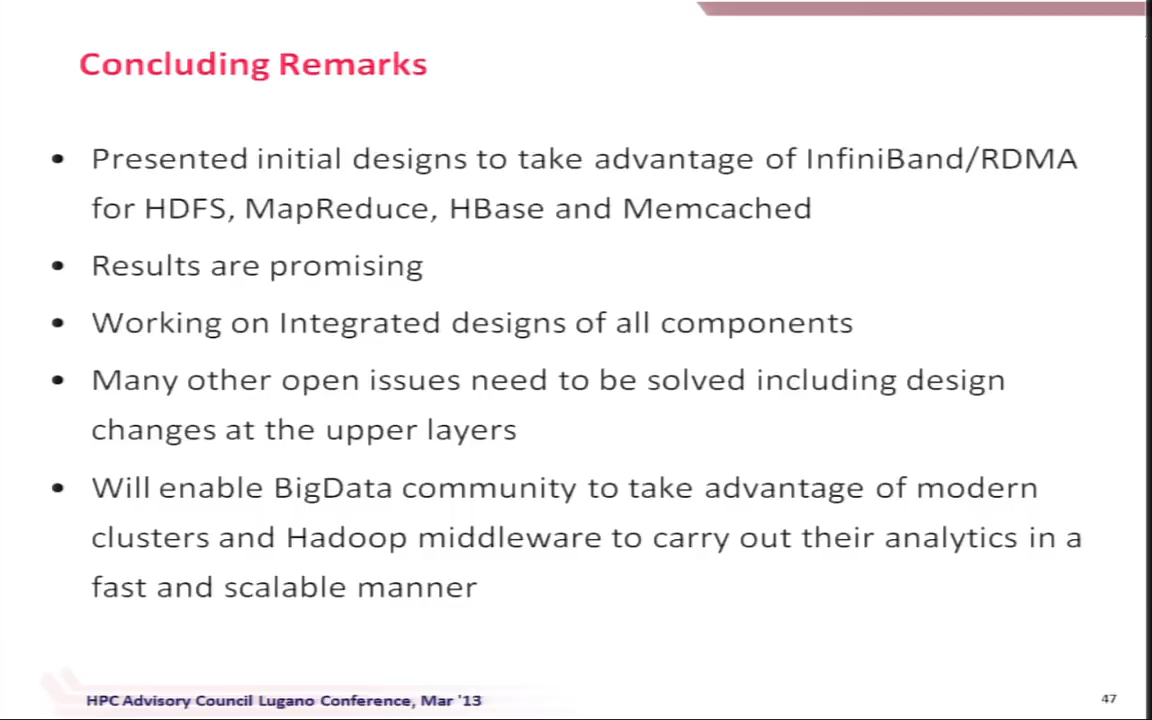 Concluding Remarks
• Presented initial designs to take advantage of InfiniBand/RDMA
for HDFS, MapReduce, HBase and Memcached
• Results are promising
• Working on Integrated designs of all components
• Many other open issues need to be solved including design
changes at the upper layers
• Will enable BigData community to take advantage of modern
clusters and Hadoop middleware to carry out their analytics in a
fast and scalable manner
HPC Advisory Council Lugano Conference, Mar '13
47